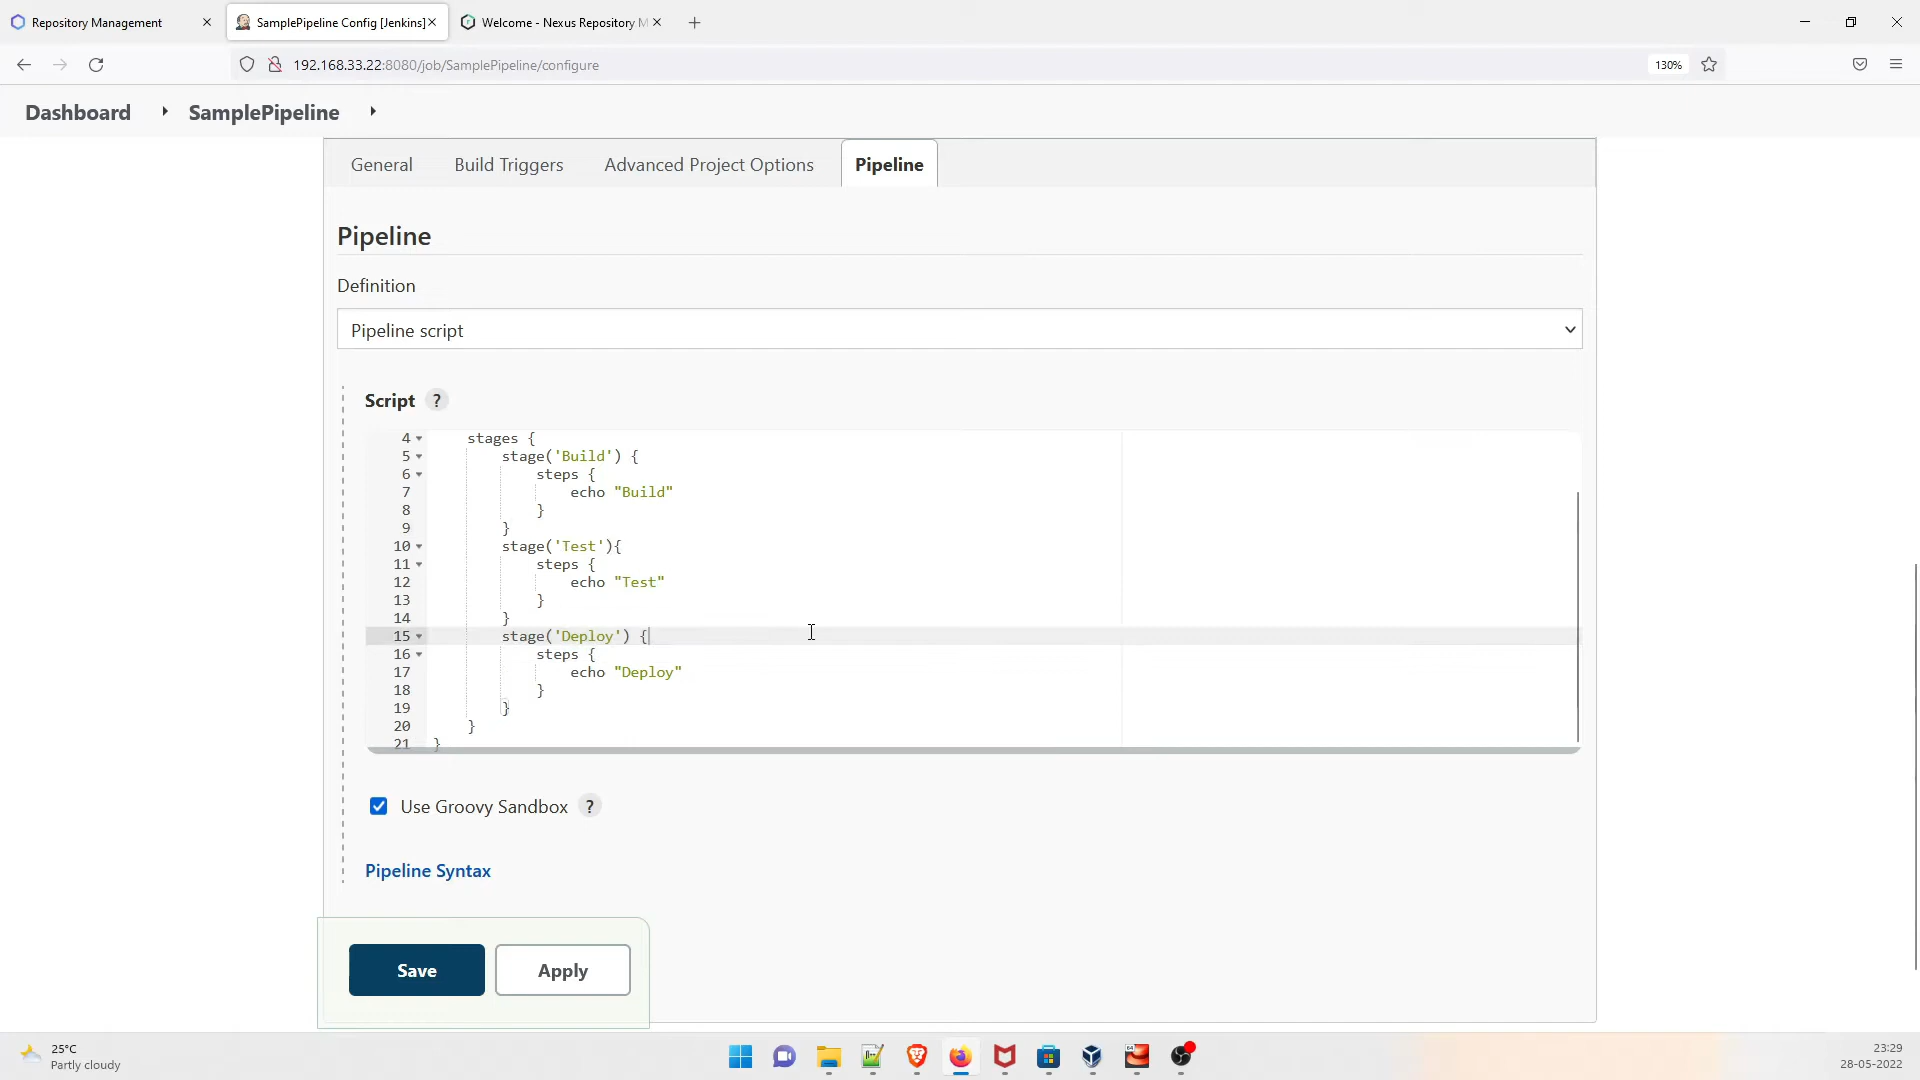 Repository Management
SamplePipeline Config [Jenkins]
Welcome - Nexus Repository M
192.168.33.22:8080/job/SamplePipeline/configure
130%
Dashboard
SamplePipeline
General
Build Triggers
Advanced Project Options
Pipeline
Pipeline
Definition
Pipeline script
Script ?
4 stages {
5 stage('Build') {
6 steps {
7 echo "Build"
8 }
9 }
10 stage('Test'){
11 steps {
12 echo "Test"
13 }
14 }
15 stage('Deploy') {
16 steps {
17 echo "Deploy"
18 }
19 }
20 }
21 }
Use Groovy Sandbox ?
Pipeline Syntax
Save
Apply
25°C
Partly cloudy
23:29
28-05-2022